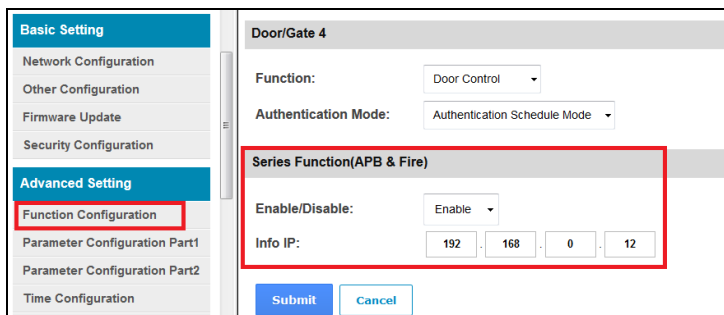 Basic Setting
Network Configuration
Other Configuration
Firmware Update
Security Configuration
Advanced Setting
Function Configuration
Parameter Configuration Part1
Parameter Configuration Part2
Time Configuration
Door/Gate 4
Function: Door Control
Authentication Mode: Authentication Schedule Mode
Series Function(APB & Fire)
Enable/Disable: Enable
Info IP: 192 . 168 . 0 . 12
Submit Cancel